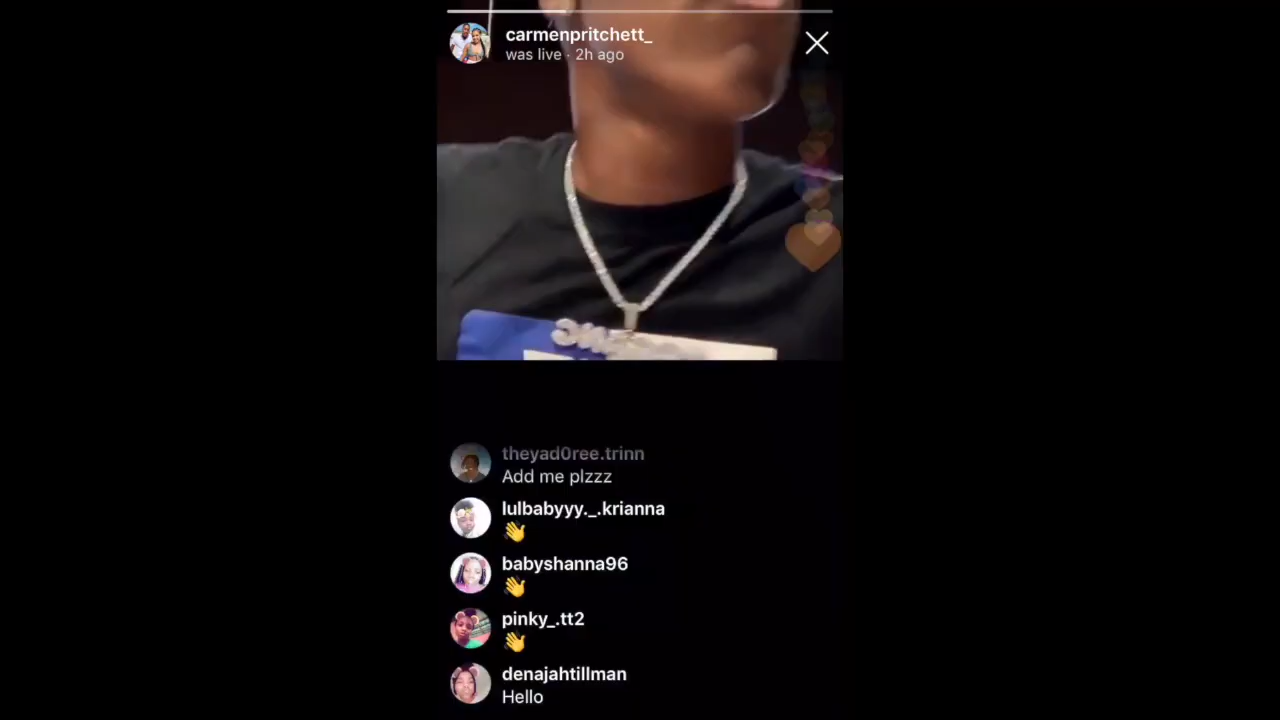 carmenpritchett_
was live · 2h ago
theyad0ree.trinn
Add me plzzz
lulbabyyy._.krianna
👋
babyshanna96
👋
pinky_.tt2
👋
denajahtillman
Hello